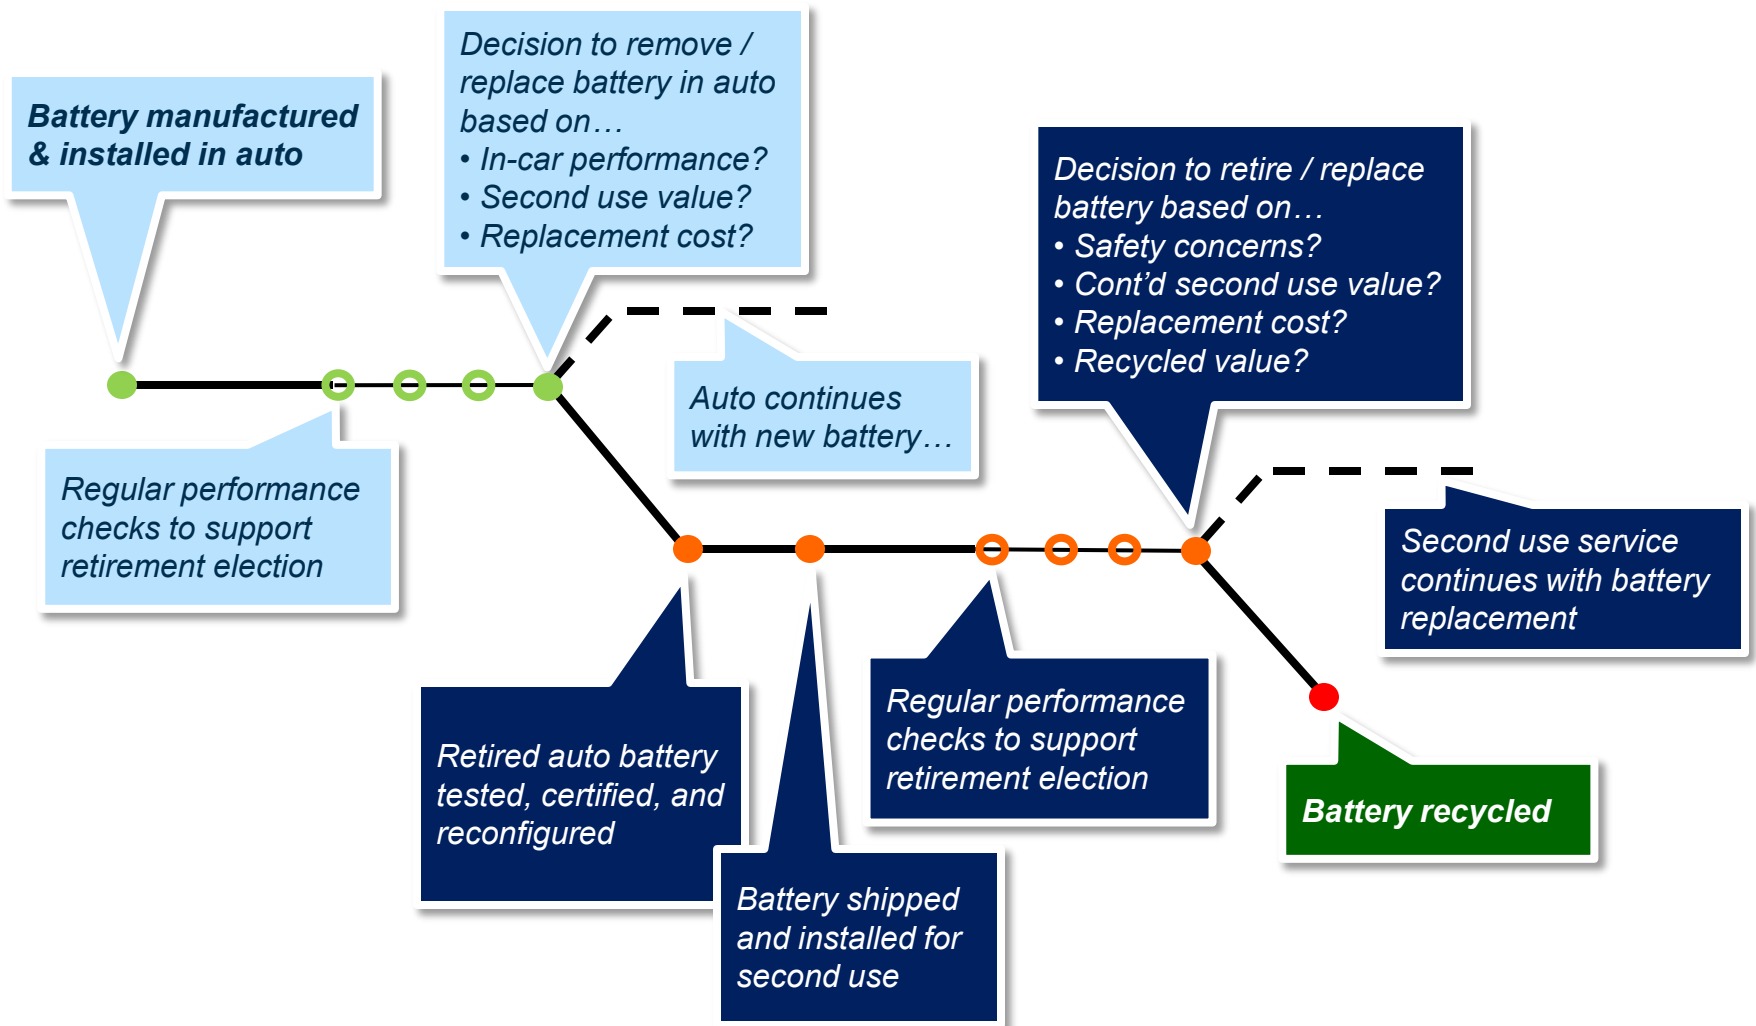 Battery manufactured
& installed in auto
Decision to remove /
replace battery in auto
based on…
• In-car performance?
• Second use value?
• Replacement cost?
Decision to retire / replace
battery based on…
• Safety concerns?
• Cont’d second use value?
• Replacement cost?
• Recycled value?
Auto continues
with new battery…
Regular performance
checks to support
retirement election
Second use service
continues with battery
replacement
Retired auto battery
tested, certified, and
reconfigured
Battery shipped
and installed for
second use
Regular performance
checks to support
retirement election
Battery recycled